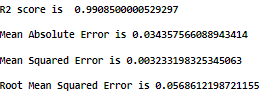 R2 score is  0.9908500000529297
Mean Absolute Error is 0.034357566088943414
Mean Squared Error is 0.003233198325345063
Root Mean Squared Error is 0.0568612198721155